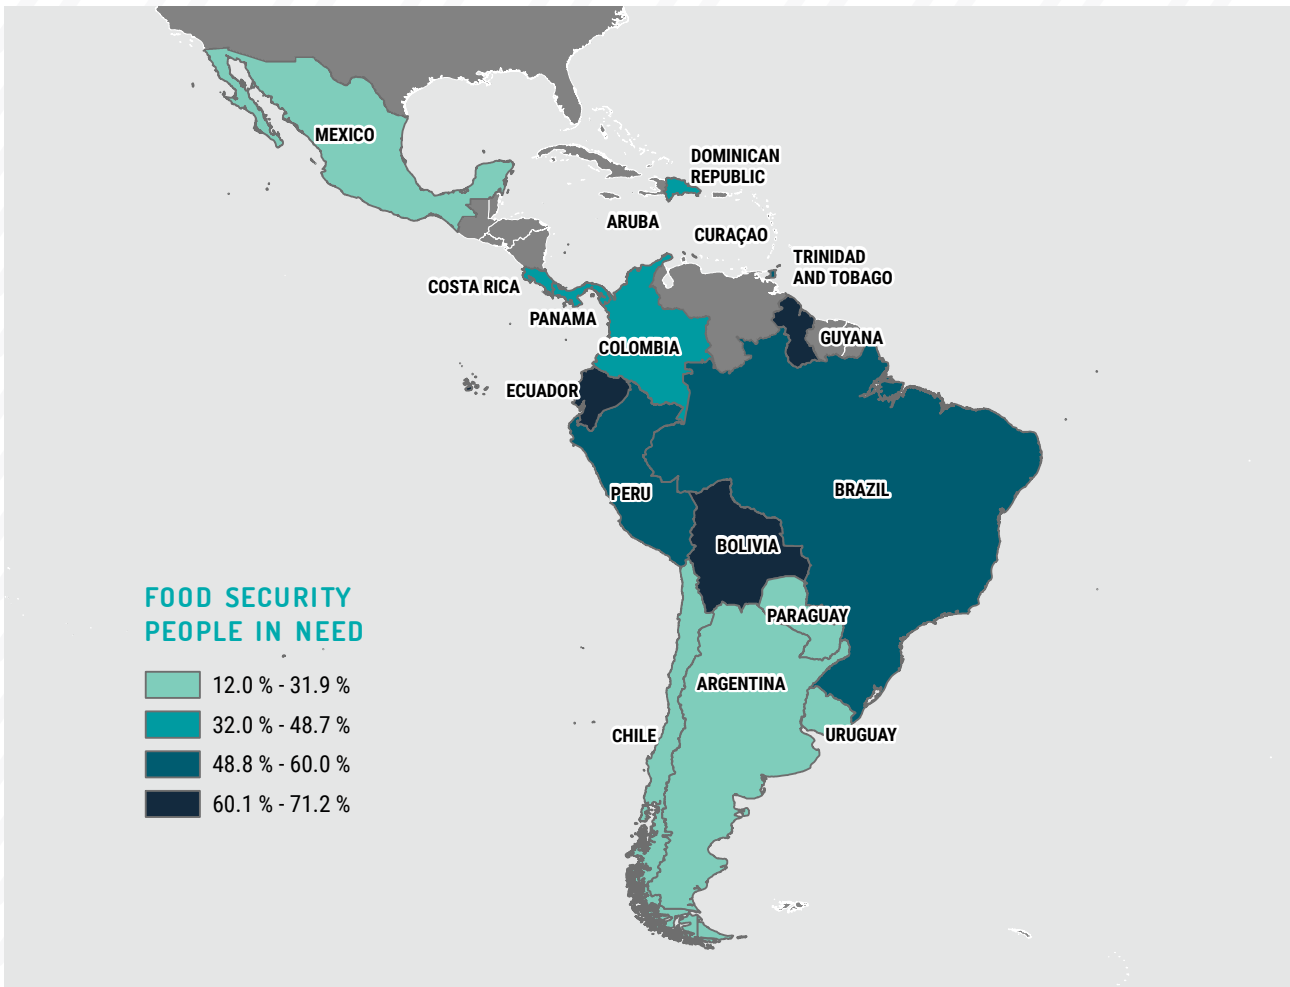 MEXICO
DOMINICAN
REPUBLIC
ARUBA
CURAÇAO
TRINIDAD
AND TOBAGO
COSTA RICA
PANAMA
GUYANA
COLOMBIA
ECUADOR
PERU
BRAZIL
BOLIVIA
FOOD SECURITY
PEOPLE IN NEED
PARAGUAY
12.0 % - 31.9 %
ARGENTINA
32.0 % - 48.7 %
CHILE
URUGUAY
48.8 % - 60.0 %
60.1 % - 71.2 %